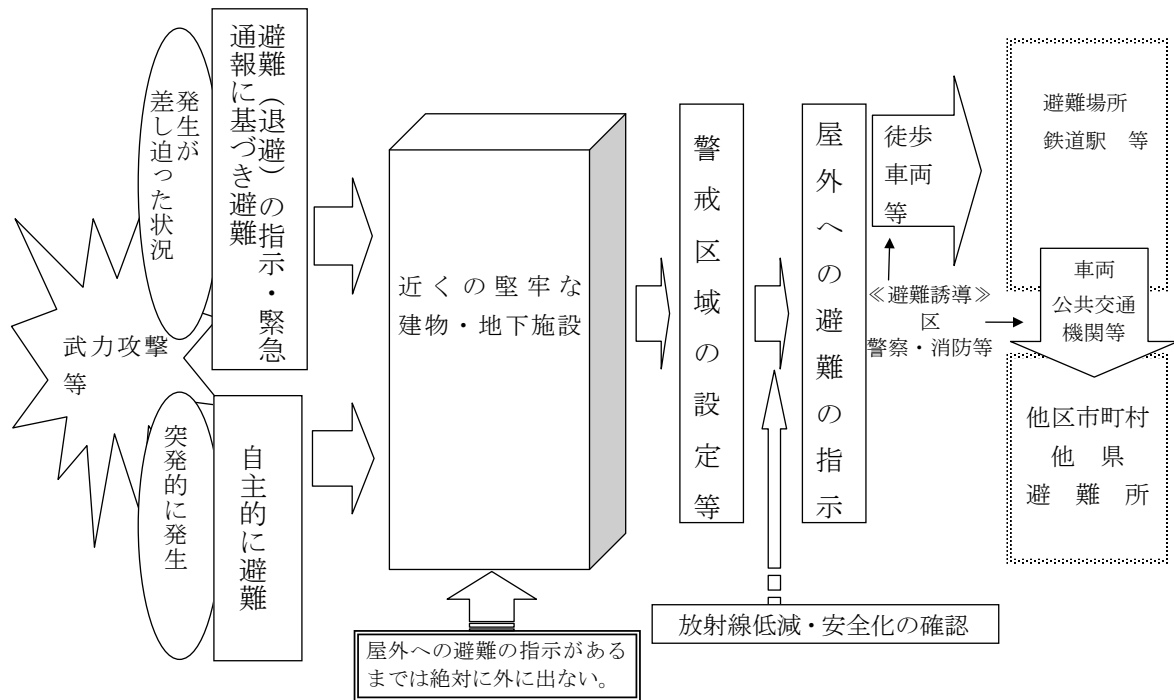 武力攻撃
等
発生が
差し迫った状況
避難（退避）の指示・緊急
通報に基づき避難
突発的に発生
自主的に避難
近くの堅牢な
建物・地下施設
屋外への避難の指示がある
までは絶対に外に出ない。
警戒区域の設定等
放射線低減・安全化の確認
屋外への避難の指示
徒歩
車両
等
≪避難誘導≫
区
警察・消防等
避難場所
鉄道駅　等
車両
公共交通
機関等
他区市町村
他　県
避　難　所